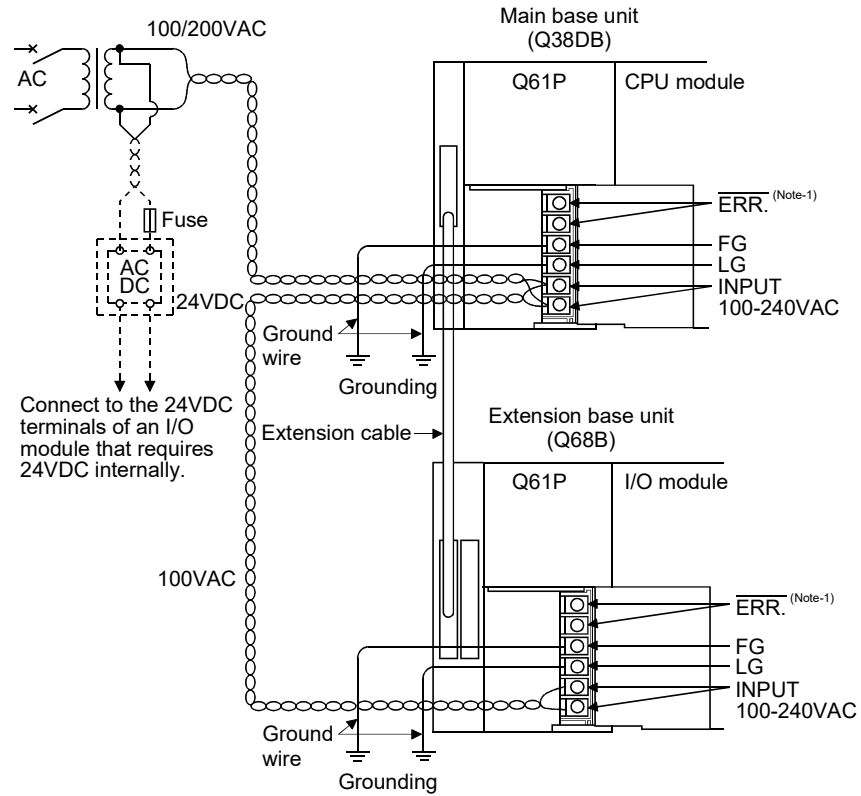 100/200VAC
AC
Fuse
AC
DC
24VDC
Connect to the 24VDC
terminals of an I/O
module that requires
24VDC internally.
Main base unit
(Q38DB)
Q61P
CPU module
ERR. (Note-1)
FG
LG
INPUT
100-240VAC
Ground
wire
Grounding
Extension cable
Extension base unit
(Q68B)
Q61P
I/O module
100VAC
ERR. (Note-1)
FG
LG
INPUT
100-240VAC
Ground
wire
Grounding